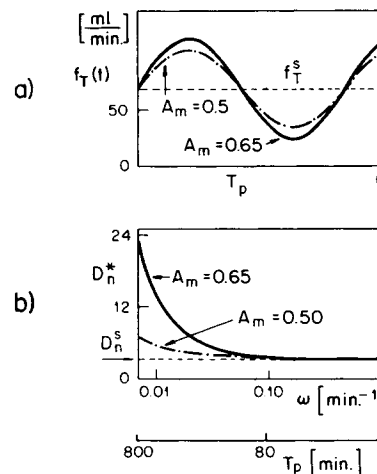 [ml/min.]
f_T(t)
f_T^s
a)
50
A_m=0.5
A_m=0.65
0
T_p
24
D_n^*
A_m=0.65
b)
12
A_m=0.50
D_n^s
0
0.01 0.10 ω [min.^-1
800 80 T_p [min.]